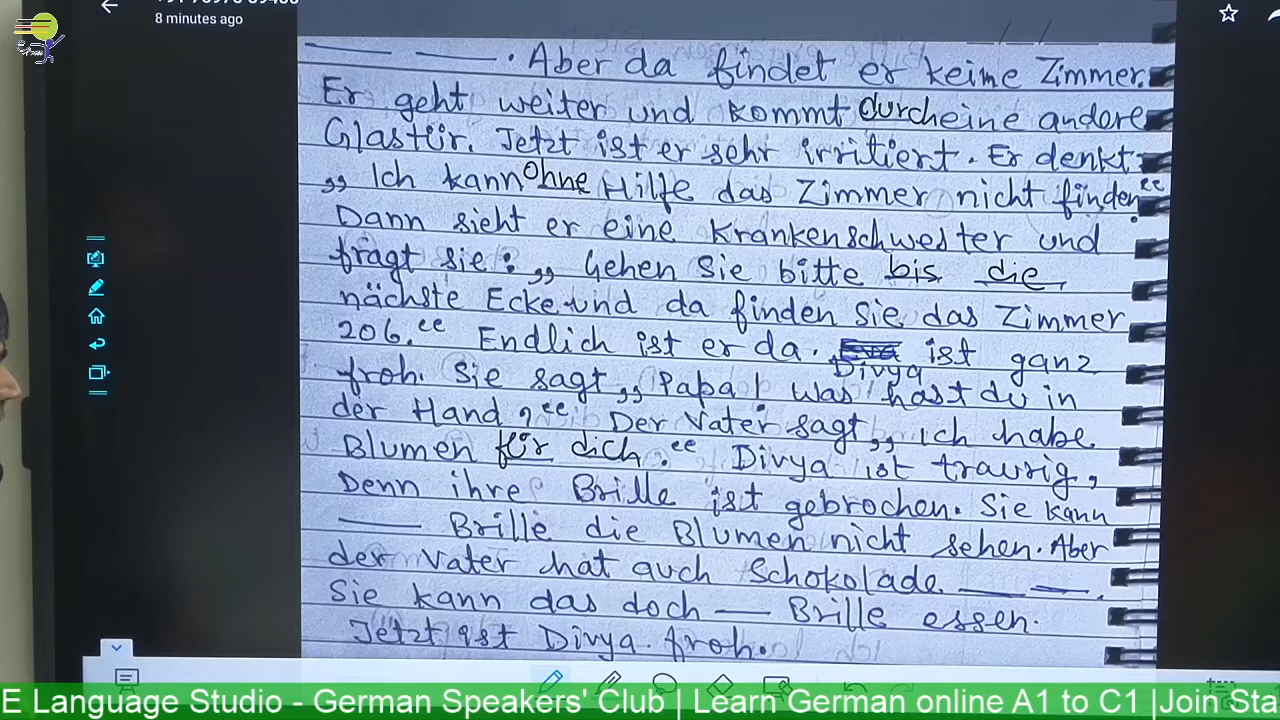 8 minutes ago
. Aber da findet er keine Zimmer.
Er geht weiter und kommt durch eine andere
Glastür. Jetzt ist er sehr irritiert. Er denkt:
„ Ich kann ohne Hilfe das Zimmer nicht finden“.
Dann sieht er eine Krankenschwester und
fragt sie: „ Gehen Sie bitte bis die
nächste Ecke und da finden Sie das Zimmer
206.“ Endlich ist er da. Divya ist ganz
froh. Sie sagt „ Papa! Was hast du in
der Hand?“ Der Vater sagt „ ich habe
Blumen für dich.“ Divya ist traurig,
Denn ihre Brille ist gebrochen. Sie kann
___ Brille die Blumen nicht sehen. Aber
der Vater hat auch Schokolade ___ ___.
Sie kann das doch ___ Brille essen.
Jetzt ist Divya froh.
E Language Studio - German Speakers' Club | Learn German online A1 to C1 |Join Sta